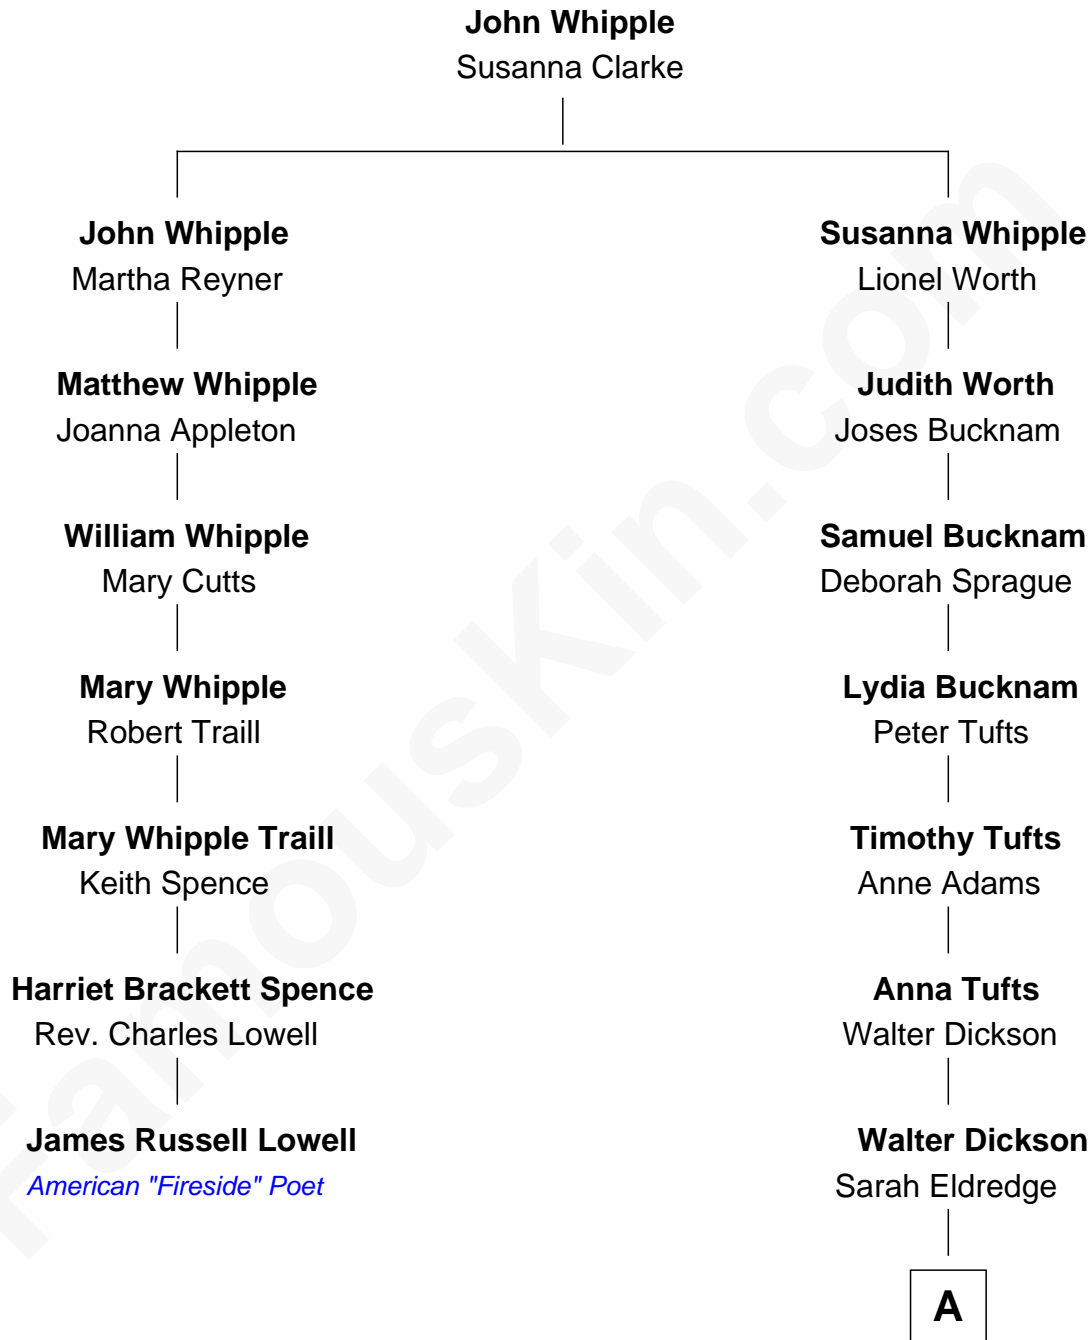 John Whipple
Susanna Clarke
John Whipple
Martha Reyner
Matthew Whipple
Joanna Appleton
William Whipple
Mary Cutts
Mary Whipple
Robert Traill
Mary Whipple Traill
Keith Spence
Harriet Brackett Spence
Rev. Charles Lowell
James Russell Lowell
American "Fireside" Poet
Susanna Whipple
Lionel Worth
Judith Worth
Joses Bucknam
Samuel Bucknam
Deborah Sprague
Lydia Bucknam
Peter Tufts
Timothy Tufts
Anne Adams
Anna Tufts
Walter Dickson
Walter Dickson
Sarah Eldredge
A
FamousKin.com